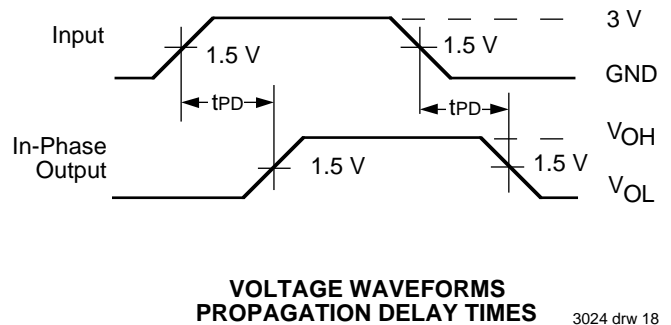 3 V
Input
1.5 V
1.5 V
GND
tPD
tPD
In-Phase
Output
VOH
1.5 V
1.5 V
VOL
VOLTAGE WAVEFORMS
PROPAGATION DELAY TIMES
3024 drw 18